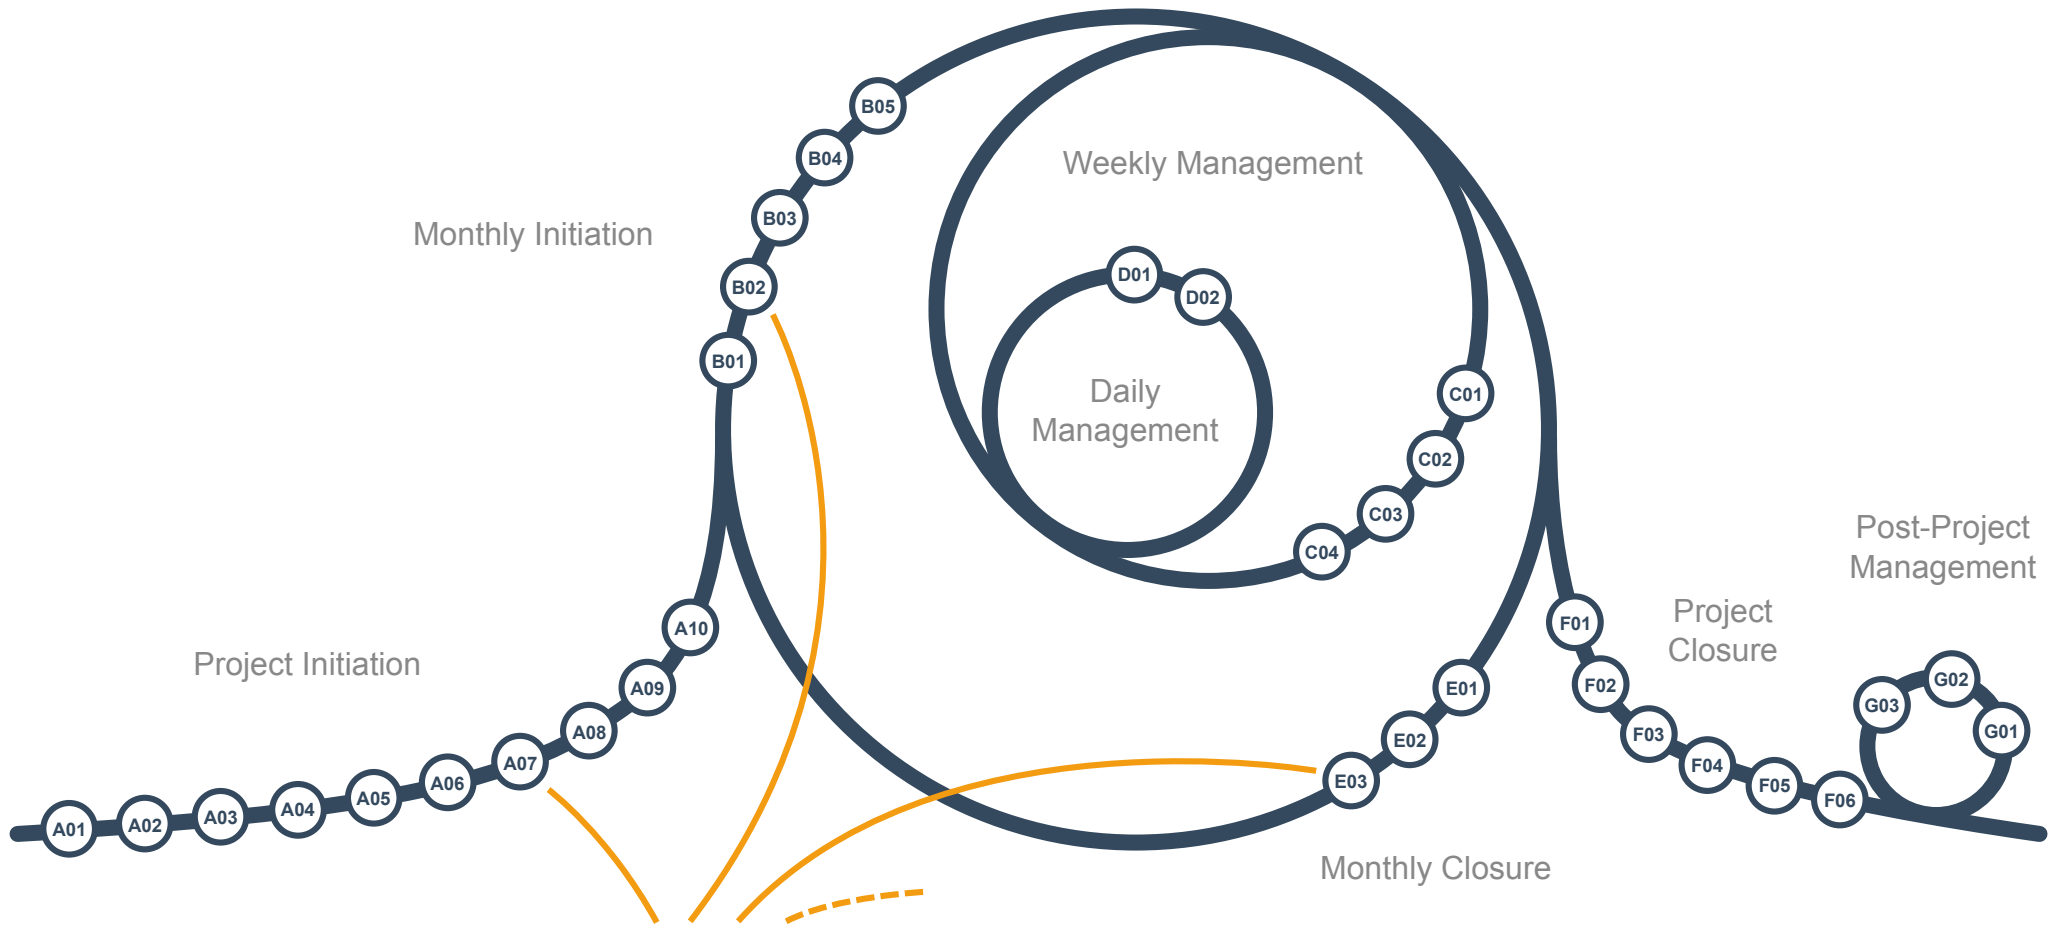 Project Initiation
A01
A02
A03
A04
A05
A06
A07
A08
A09
A10
Monthly Initiation
B01
B02
B03
B04
B05
Weekly Management
C01
C02
C03
C04
Daily
Management
D01
D02
Monthly Closure
E01
E02
E03
Project
Closure
F01
F02
F03
F04
F05
F06
Post-Project
Management
G01
G02
G03